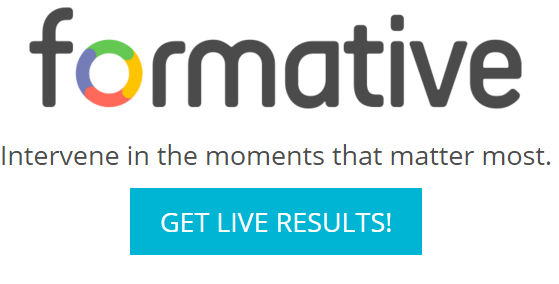 formative
Intervene in the moments that matter most.
GET LIVE RESULTS!